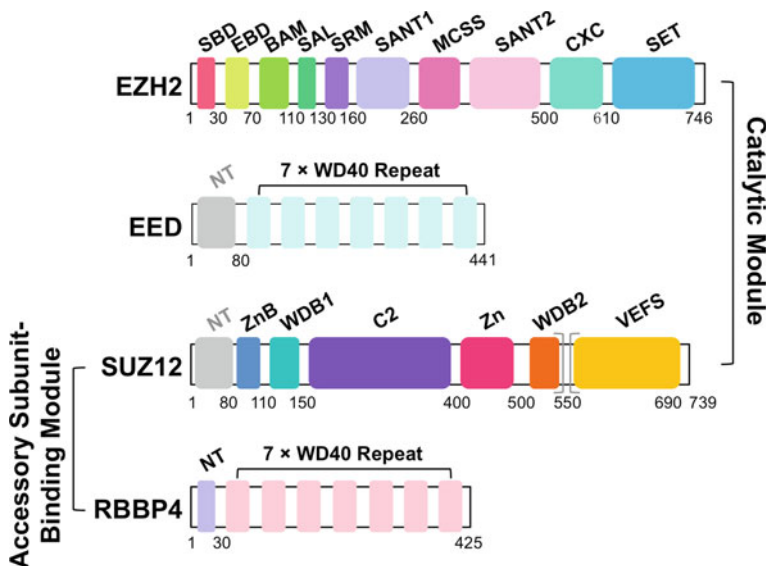 SBD EBD BAM SAL SRM SANT1 MCSS SANT2 CXC SET
EZH2
1 30 70 110 130 160 260 500 610 746
NT 7 × WD40 Repeat
EED
1 80 441
Catalytic Module
NT ZnB WDB1 C2 Zn WDB2 VEFS
SUZ12
1 80 110 150 400 500 550 690 739
Accessory Subunit-
Binding Module
NT 7 × WD40 Repeat
RBBP4
1 30 425